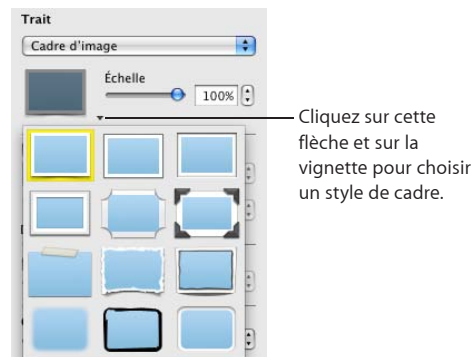 Trait
Cadre d'image
Échelle
100%
Cliquez sur cette
flèche et sur la
vignette pour choisir
un style de cadre.